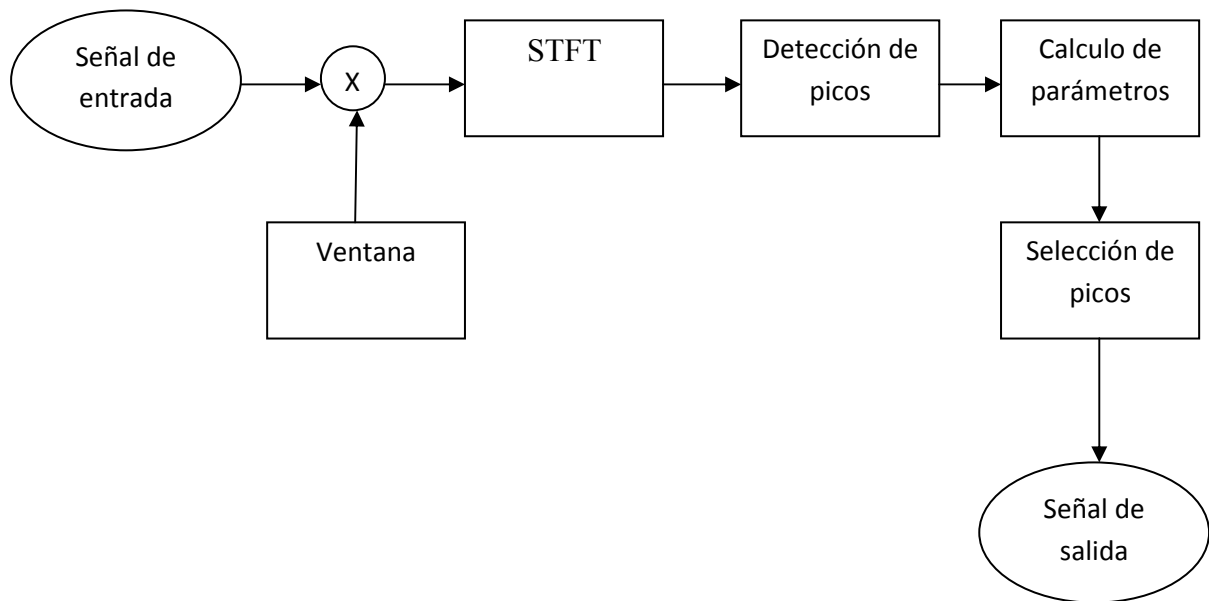 Señal de
entrada
X
STFT
Detección de
picos
Calculo de
parámetros
Ventana
Selección de
picos
Señal de
salida